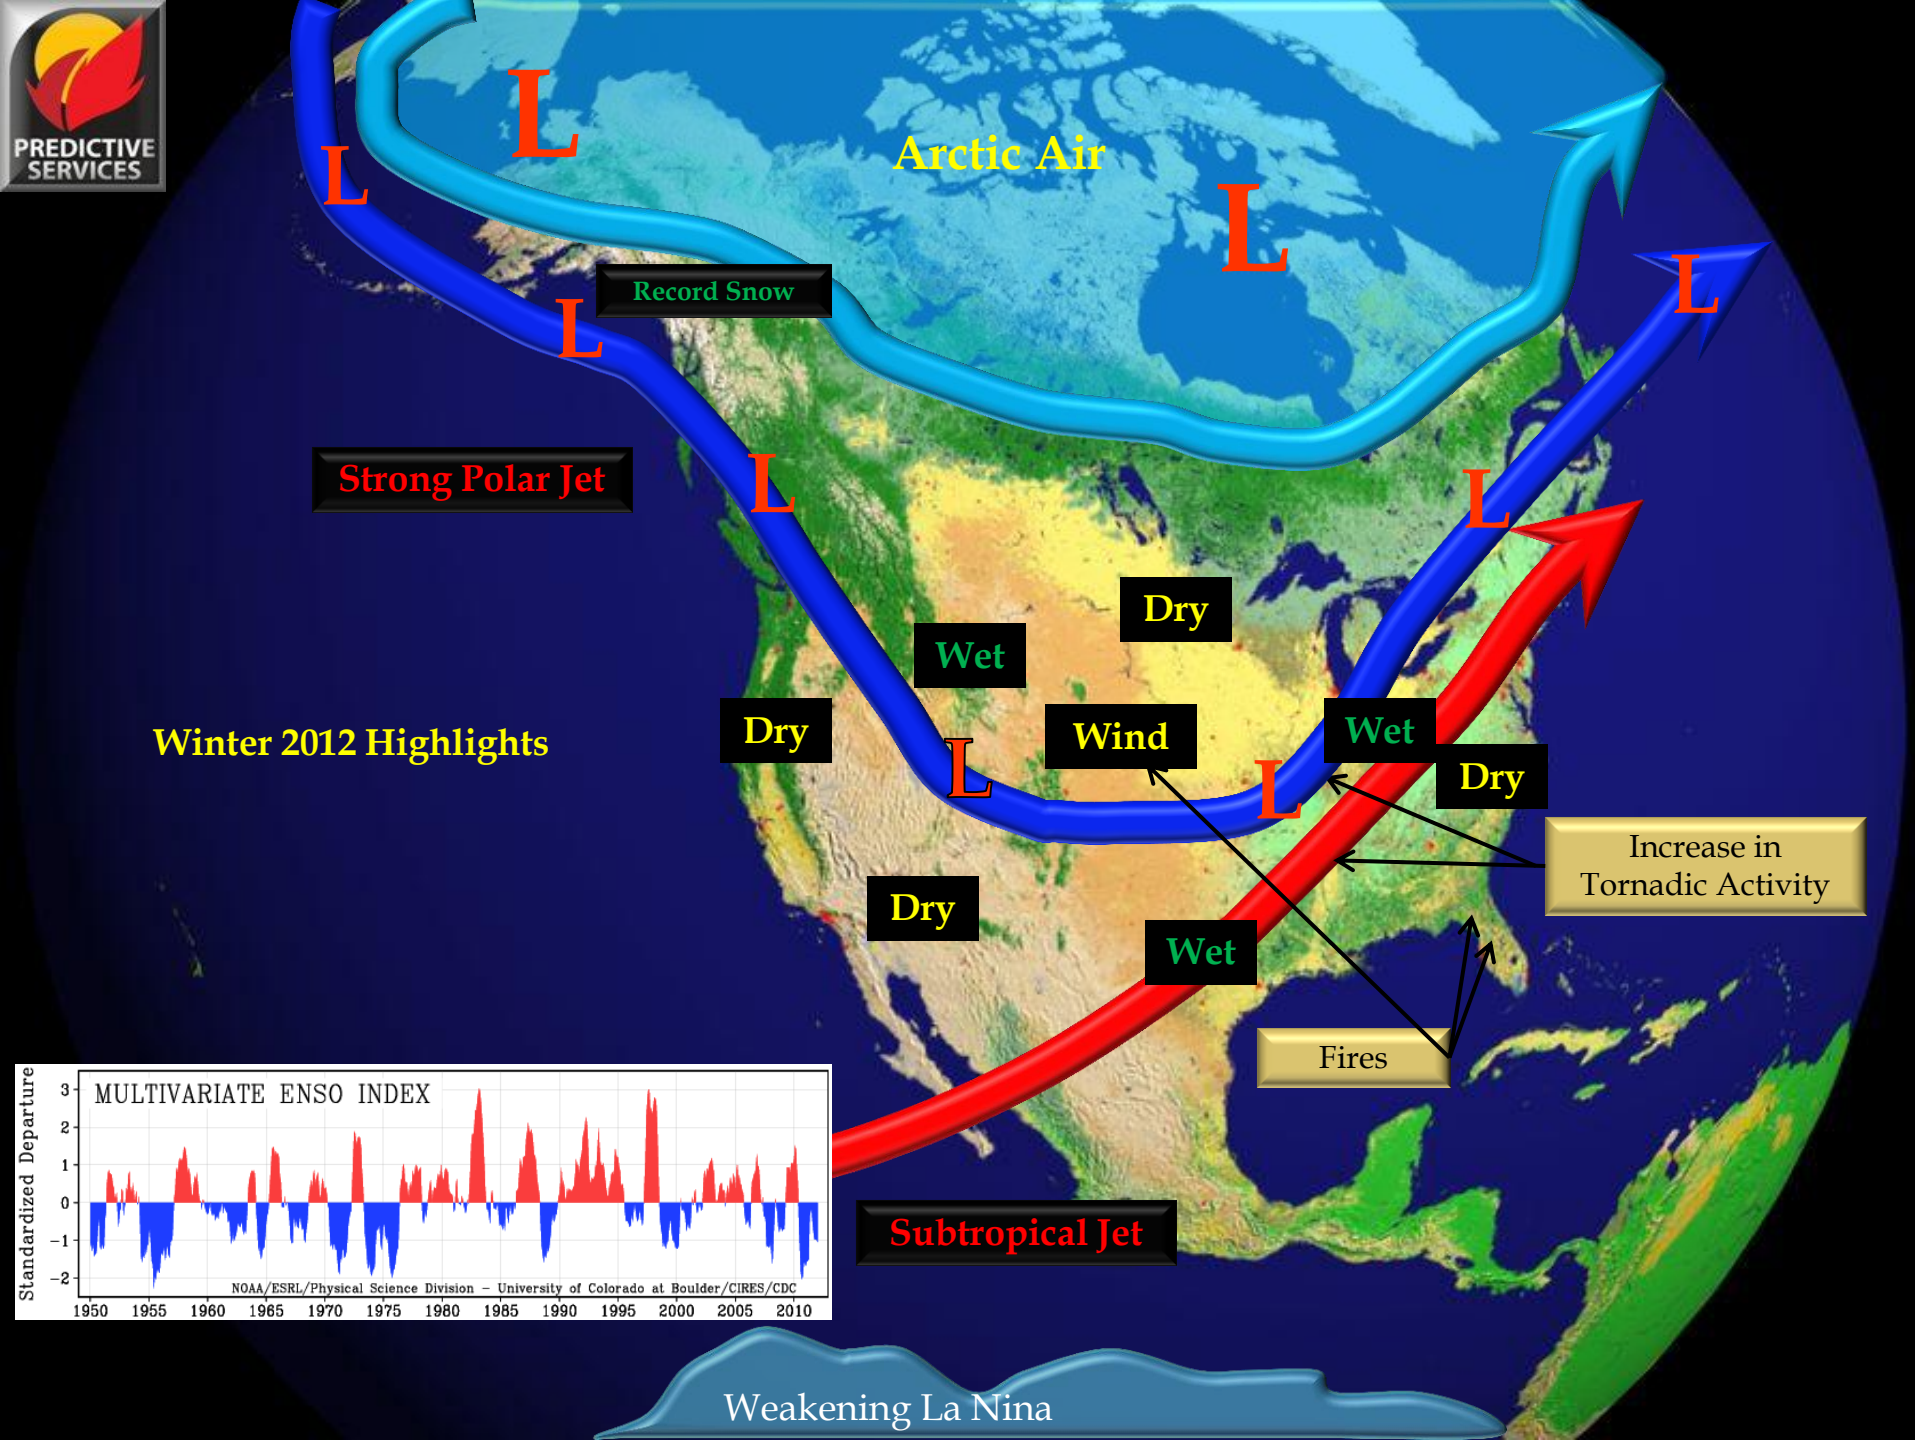 PREDICTIVE
SERVICES
L
L
Arctic Air
L
L
L
Record Snow
L
Strong Polar Jet
L
L
Dry
Wet
Dry
Wind
Wet
Winter 2012 Highlights
L
L
Dry
Increase in
Tornadic Activity
Dry
Wet
Fires
MULTIVARIATE ENSO INDEX
Standardized Departure
3
2
1
0
-1
-2
NOAA/ESRL/Physical Science Division - University of Colorado at Boulder/CIRES/CDC
1950 1955 1960 1965 1970 1975 1980 1985 1990 1995 2000 2005 2010
Subtropical Jet
Weakening La Nina